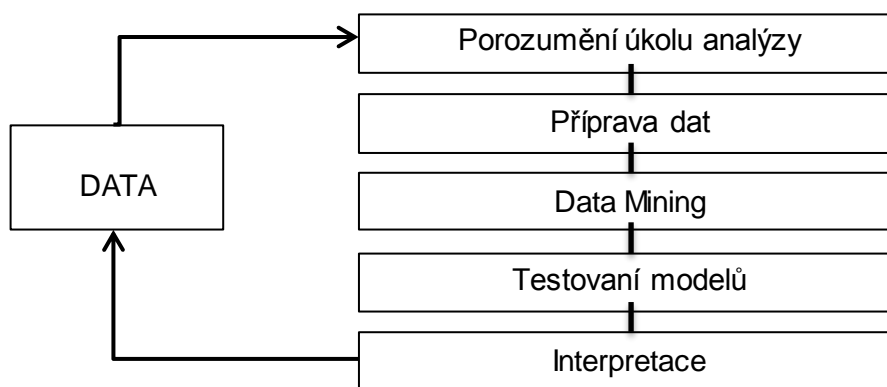 Porozumění úkolu analýzy
Příprava dat
DATA
Data Mining
Testovaní modelů
Interpretace